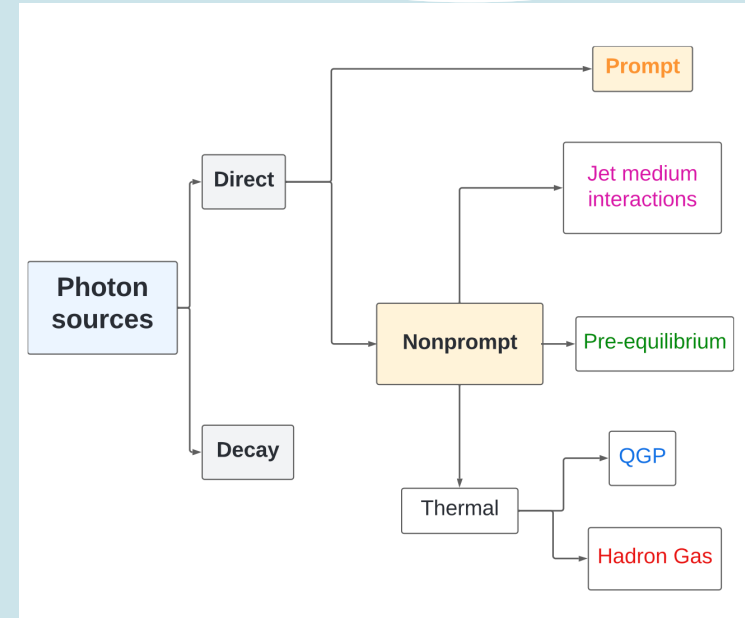 Prompt
Jet medium
interactions
Direct
Photon
sources
Nonprompt
Pre-equilibrium
Decay
QGP
Thermal
Hadron Gas